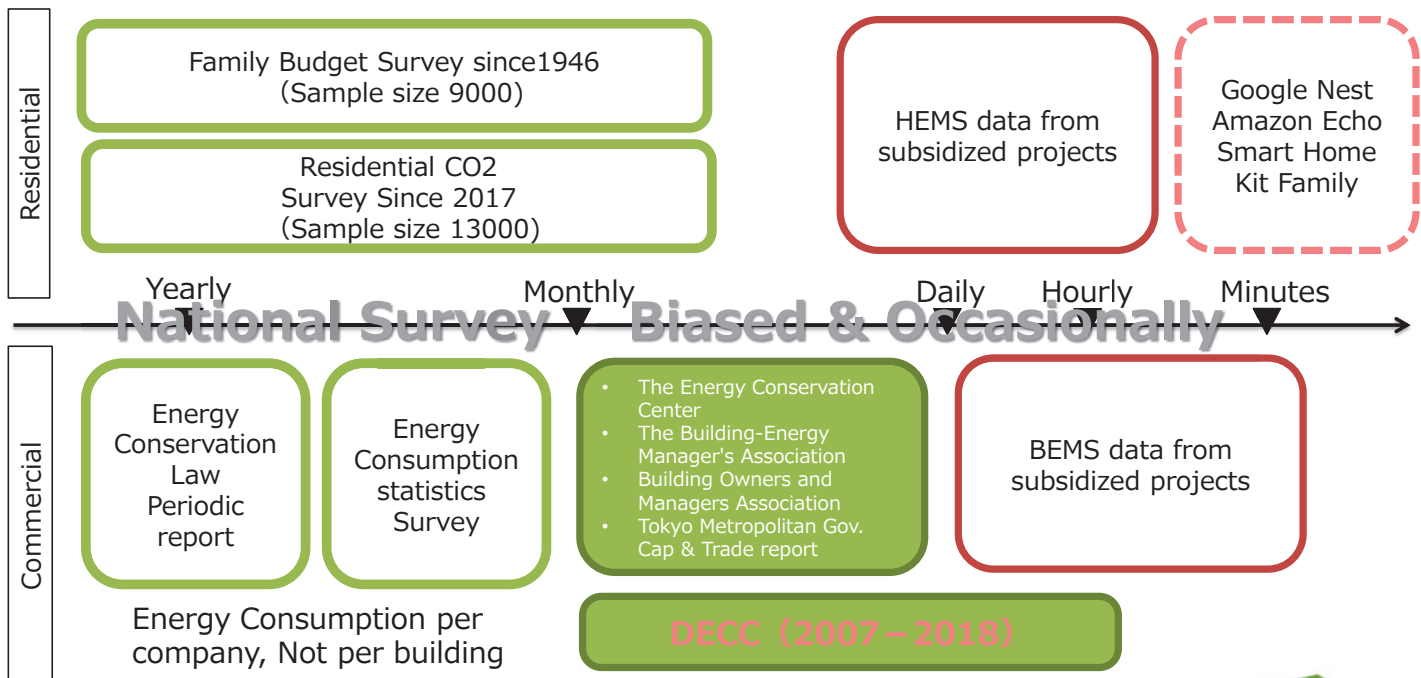 Residential
Family Budget Survey since1946
（Sample size 9000）
Residential CO2
Survey Since 2017
（Sample size 13000）
HEMS data from
subsidized projects
Google Nest
Amazon Echo
Smart Home
Kit Family
Yearly
Monthly
Daily
Hourly
Minutes
National Survey
Biased & Occasionally
Commercial
Energy
Conservation
Law
Periodic
report
Energy
Consumption
statistics
Survey
• The Energy Conservation
Center
• The Building-Energy
Manager's Association
• Building Owners and
Managers Association
• Tokyo Metropolitan Gov.
Cap & Trade report
BEMS data from
subsidized projects
Energy Consumption per
company, Not per building
DECC（2007－2018）